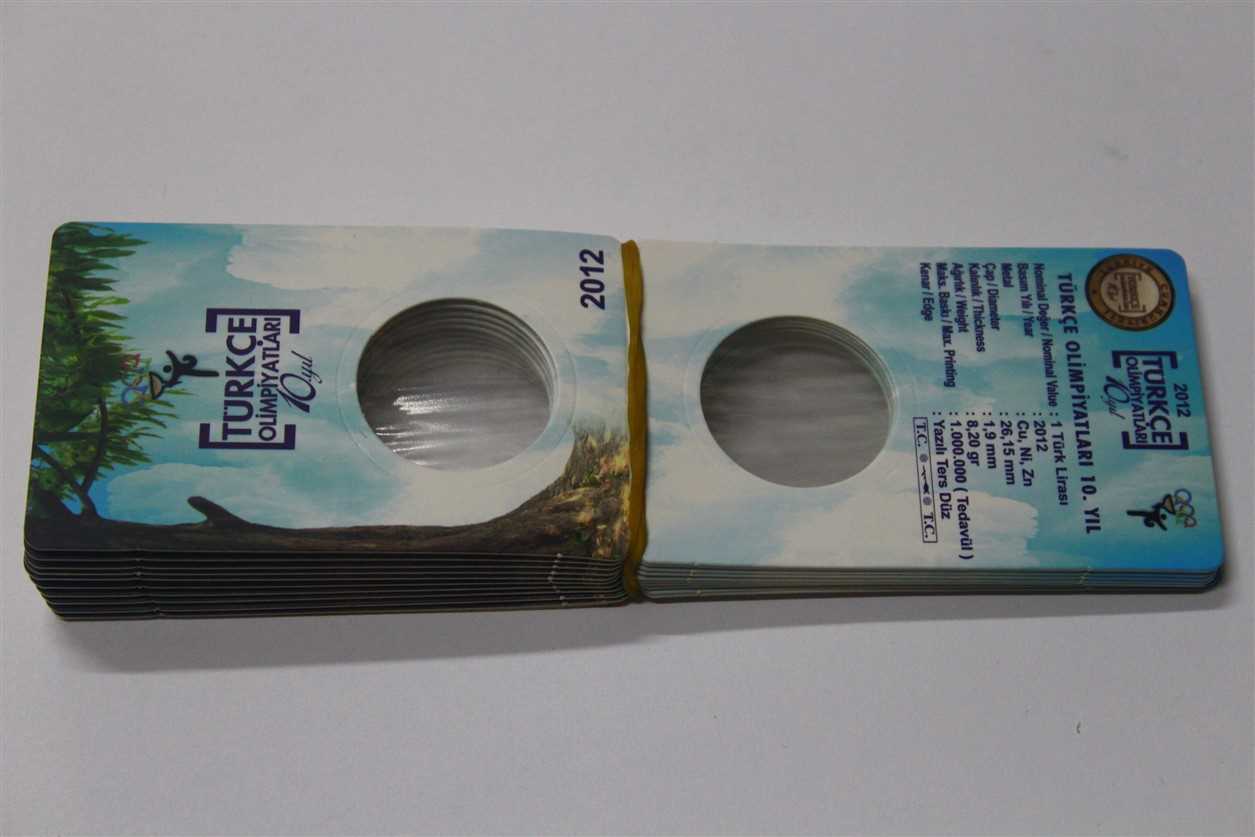 2012
[TÜRKÇE
OLİMPİYATLARI]
10.yıl
2012
[TÜRKÇE
OLİMPİYATLARI]
10.yıl
TÜRKÇE OLİMPİYATLARI 10. YIL
Nominal Değer / Nominal Value : 1 Türk Lirası
Basım Yılı / Year : 2012
Metal : Cu, Ni, Zn
Çap / Diameter : 26,15 mm
Kalınlık / Thickness : 1,9 mm
Ağırlık / Weight : 8,20 gr
Maks. Baskı / Max. Printing : 1.000.000 ( Tedavül )
Kenar / Edge : Yazılı Ters Düz
T.C. T.C.